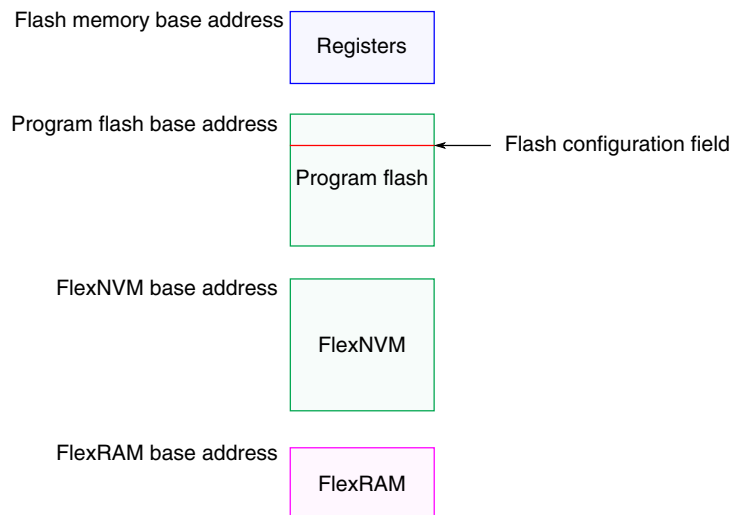 Flash memory base address
Registers
Program flash base address
Flash configuration field
Program flash
FlexNVM base address
FlexNVM
FlexRAM base address
FlexRAM